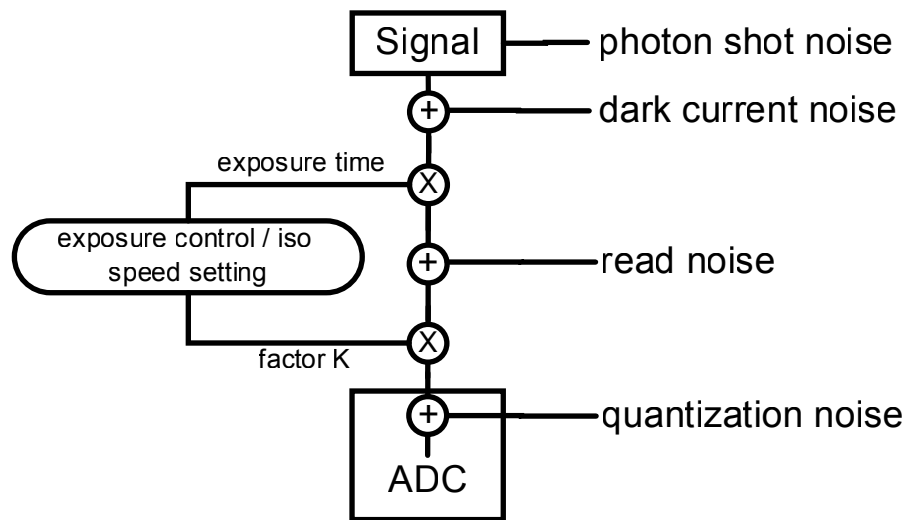 Signal
photon shot noise
+
dark current noise
exposure time
X
exposure control / iso
speed setting
+
read noise
X
factor K
+
quantization noise
ADC